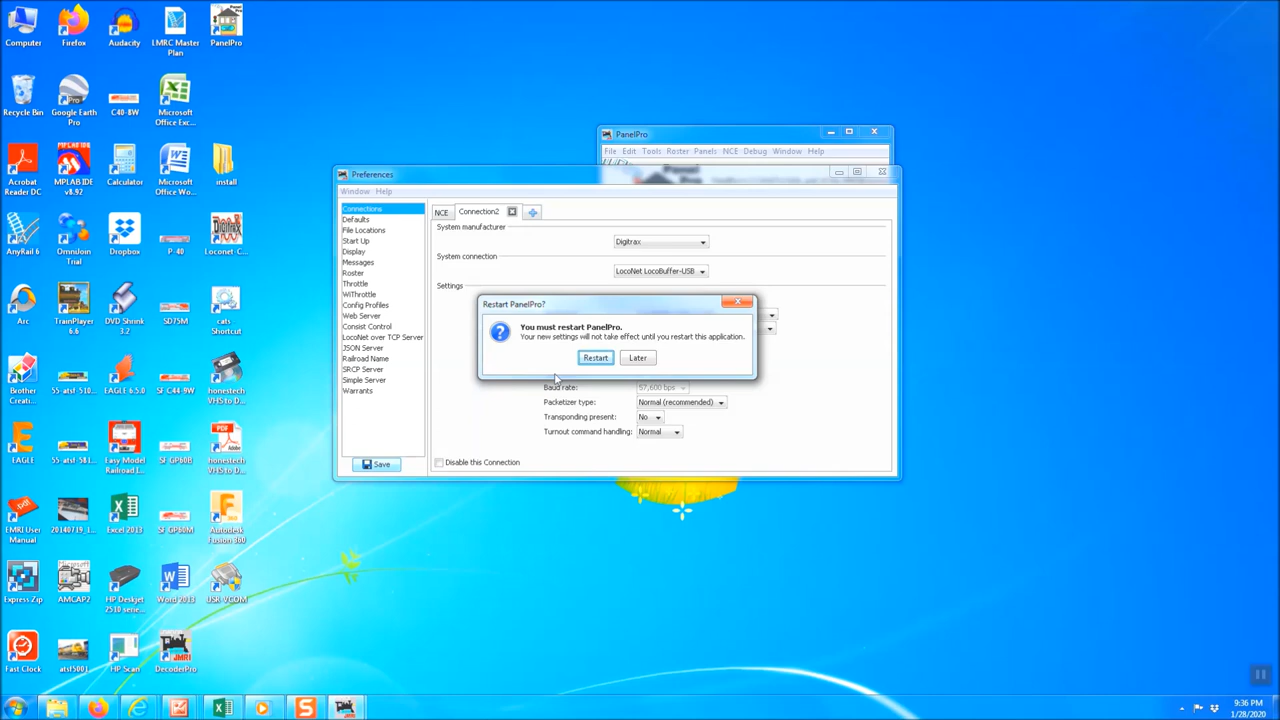 Computer
Firefox
Audacity
LMRC Master
Plan
PanelPro
Recycle Bin
Google Earth
Pro
C40-8W
Microsoft
Office Exc...
Acrobat
Reader DC
MPLAB IDE
v8.92
Calculator
Microsoft
Office Wo...
install
AnyRail 6
OmniJoin
Trial
Dropbox
P-40
Loconet-C...
Arc
TrainPlayer
6.6
DVD Shrink
3.2
SD75M
cats
Shortcut
Brother
Creati...
55-atsf-510...
EAGLE 6.5.0
SF_C44-9W
honestech
VHS to D...
EAGLE
55-atsf-581...
Easy Model
Railroad I...
SF_GP60B
honestech
VHS to D...
EMRI User
Manual
20140719_1...
Excel 2013
SF_GP60M
Autodesk
Fusion 360
Express Zip
AMCAP2
HP Deskjet
2510 serie...
Word 2013
USR-VCOM
Fast Clock
atsf5001
HP Scan
DecoderPro
PanelPro
File Edit Tools Roster Panels NCE Debug Window Help
Panel
Pro
Preferences
Window Help
Connections
Defaults
File Locations
Start Up
Display
Messages
Roster
Throttle
WiThrottle
Config Profiles
Web Server
Consist Control
LocoNet over TCP Server
JSON Server
Railroad Name
SRCP Server
Simple Server
Warrants
Save
NCE Connection2
System manufacturer
Digitrax
System connection
LocoNet LocoBuffer-USB
Settings
Restart PanelPro?
You must restart PanelPro.
Your new settings will not take effect until you restart this application.
Restart Later
Baud rate: 57,600 bps
Packetizer type: Normal (recommended)
Transponding present: No
Turnout command handling: Normal
Disable this Connection
9:36 PM
1/28/2020